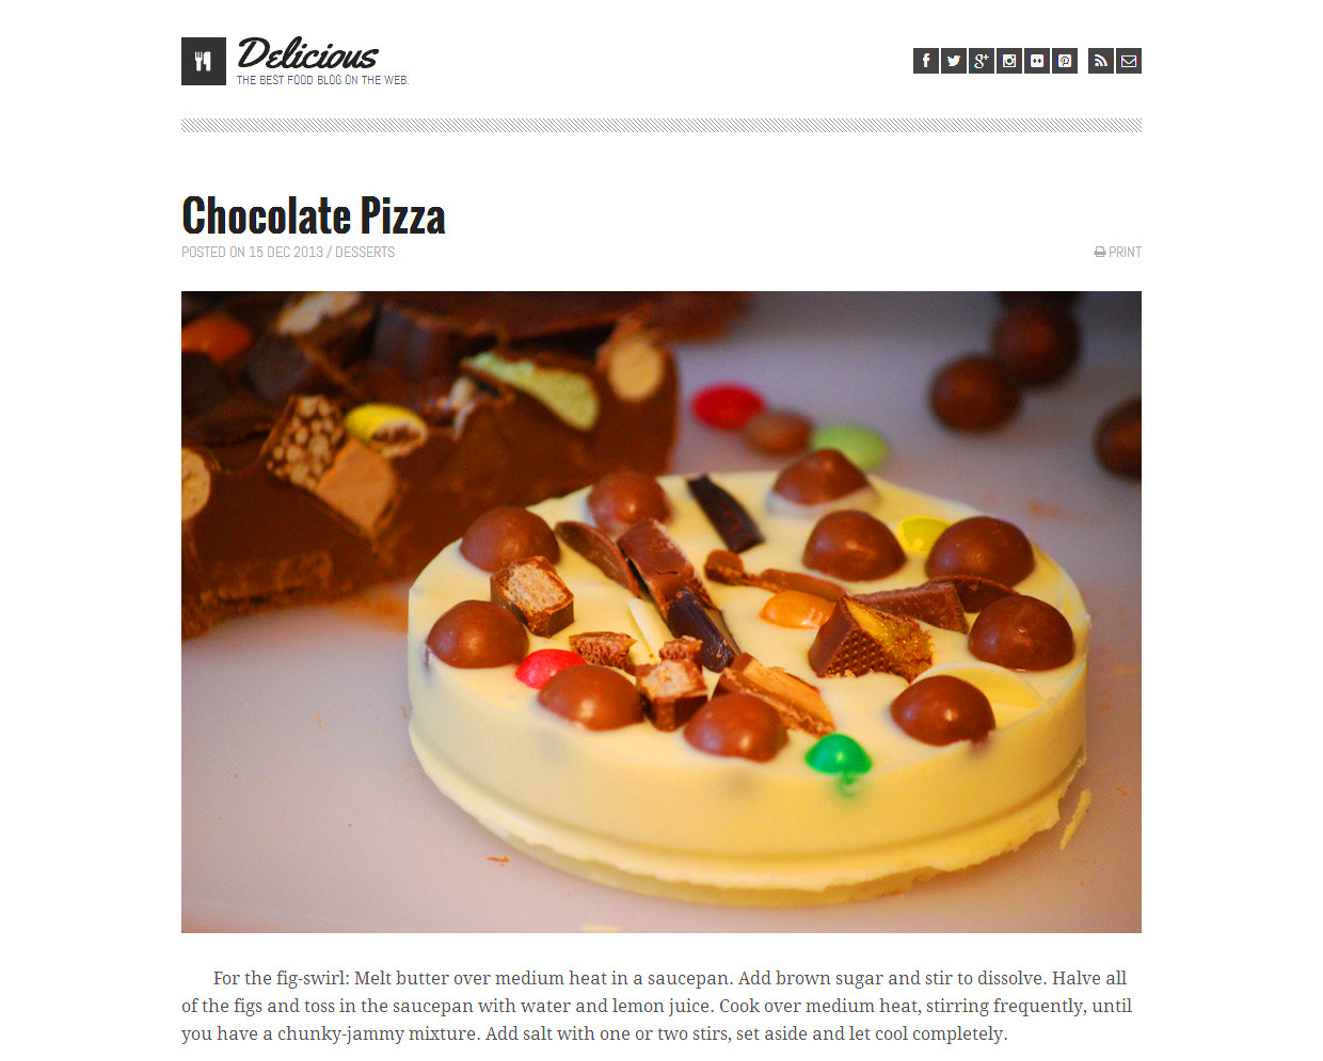 Delicious
THE BEST FOOD BLOG ON THE WEB.
Chocolate Pizza
POSTED ON 15 DEC 2013 / DESSERTS
PRINT
For the fig-swirl: Melt butter over medium heat in a saucepan. Add brown sugar and stir to dissolve. Halve all
of the figs and toss in the saucepan with water and lemon juice. Cook over medium heat, stirring frequently, until
you have a chunky-jammy mixture. Add salt with one or two stirs, set aside and let cool completely.